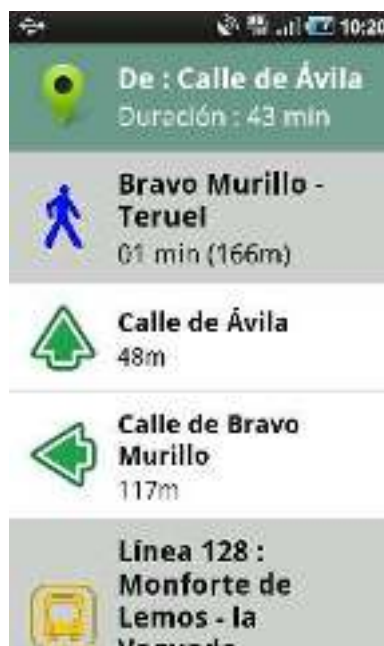 10:20
De : Calle de Ávila
Duración : 43 min
Bravo Murillo -
Teruel
01 min (166m)
Calle de Ávila
48m
Calle de Bravo
Murillo
117m
Línea 128 :
Monforte de
Lemos - la